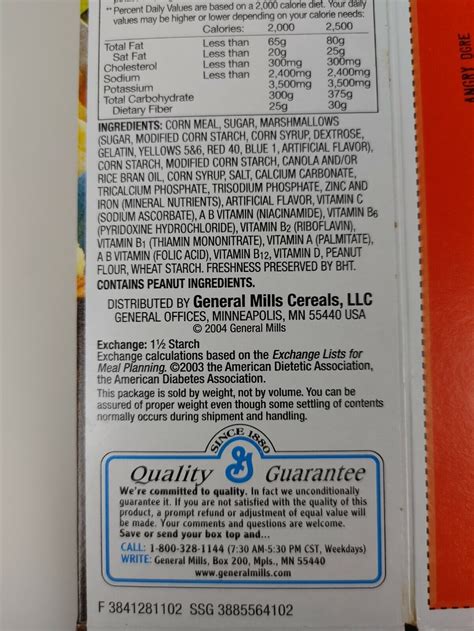 ** Percent Daily Values are based on a 2,000 calorie diet. Your daily
values may be higher or lower depending on your calorie needs:
Calories: 2,000 2,500
Total Fat Less than 65g 80g
Sat Fat Less than 20g 25g
Cholesterol Less than 300mg 300mg
Sodium Less than 2,400mg 2,400mg
Potassium 3,500mg 3,500mg
Total Carbohydrate 300g 375g
Dietary Fiber 25g 30g
INGREDIENTS: CORN MEAL, SUGAR, MARSHMALLOWS
(SUGAR, MODIFIED CORN STARCH, CORN SYRUP, DEXTROSE,
GELATIN, YELLOWS 5&6, RED 40, BLUE 1, ARTIFICIAL FLAVOR),
CORN STARCH, MODIFIED CORN STARCH, CANOLA AND/OR
RICE BRAN OIL, CORN SYRUP, SALT, CALCIUM CARBONATE,
TRICALCIUM PHOSPHATE, TRISODIUM PHOSPHATE, ZINC AND
IRON (MINERAL NUTRIENTS), ARTIFICIAL FLAVOR, VITAMIN C
(SODIUM ASCORBATE), A B VITAMIN (NIACINAMIDE), VITAMIN B6
(PYRIDOXINE HYDROCHLORIDE), VITAMIN B2 (RIBOFLAVIN),
VITAMIN B1 (THIAMIN MONONITRATE), VITAMIN A (PALMITATE),
A B VITAMIN (FOLIC ACID), VITAMIN B12, VITAMIN D, PEANUT
FLOUR, WHEAT STARCH. FRESHNESS PRESERVED BY BHT.
CONTAINS PEANUT INGREDIENTS.
DISTRIBUTED BY General Mills Cereals, LLC
GENERAL OFFICES, MINNEAPOLIS, MN 55440 USA
© 2004 General Mills
Exchange: 1½ Starch
Exchange calculations based on the Exchange Lists for
Meal Planning. ©2003 the American Dietetic Association,
the American Diabetes Association.
This package is sold by weight, not by volume. You can be
assured of proper weight even though some settling of contents
normally occurs during shipment and handling.
SINCE 1880
Quality G Guarantee
We're committed to quality. In fact we unconditionally
guarantee it. If you are not satisfied with the quality of this
product, a prompt refund or adjustment of equal value will
be made. Your comments and questions are welcome.
Save or send your box top and...
CALL: 1-800-328-1144 (7:30 AM-5:30 PM CST, Weekdays)
WRITE: General Mills, Box 200, Mpls., MN 55440
www.generalmills.com
F 3841281102 SSG 3885564102
ANGRY OGRE